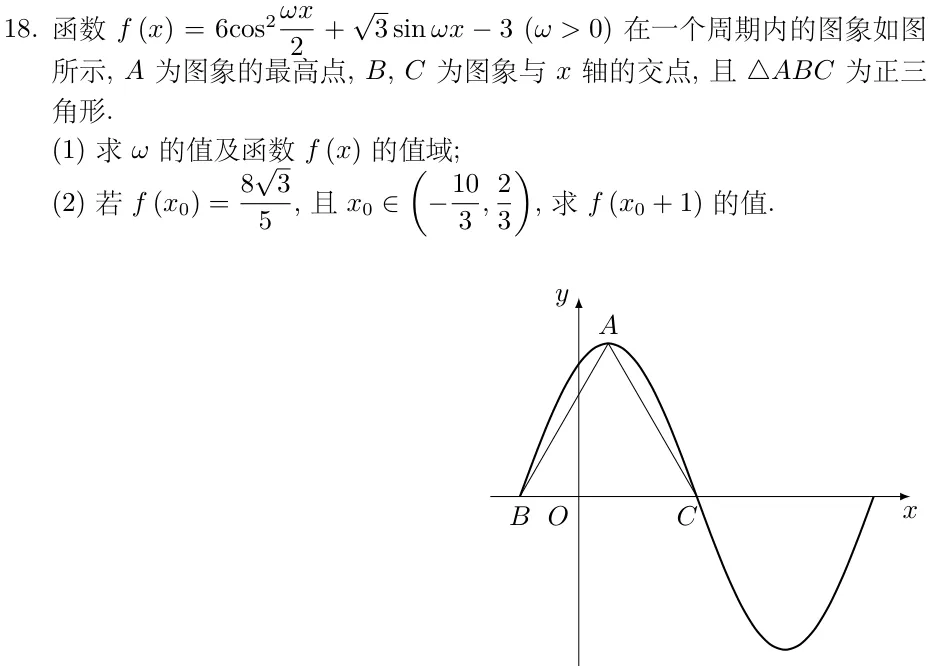 18. 函数 f (x) = 6cos² ωx/2 + √3 sin ωx − 3 (ω > 0) 在一个周期内的图象如图
所示, A 为图象的最高点, B, C 为图象与 x 轴的交点, 且 △ABC 为正三
角形.
(1) 求 ω 的值及函数 f (x) 的值域;
(2) 若 f (x₀) = 8√3/5, 且 x₀ ∈ (−10/3, 2/3), 求 f (x₀ + 1) 的值.
y
A
B O C x